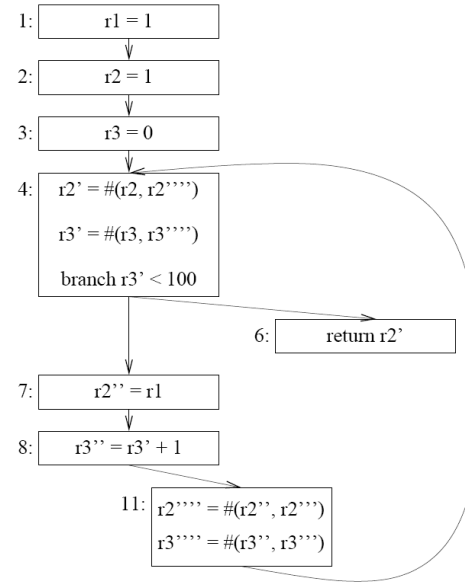 1: r1 = 1
2: r2 = 1
3: r3 = 0
4: r2’ = #(r2, r2’’’’)
r3’ = #(r3, r3’’’’)
branch r3’ < 100
6: return r2’
7: r2’’ = r1
8: r3’’ = r3’ + 1
11: r2’’’’ = #(r2’’, r2’’’)
r3’’’’ = #(r3’’, r3’’’)